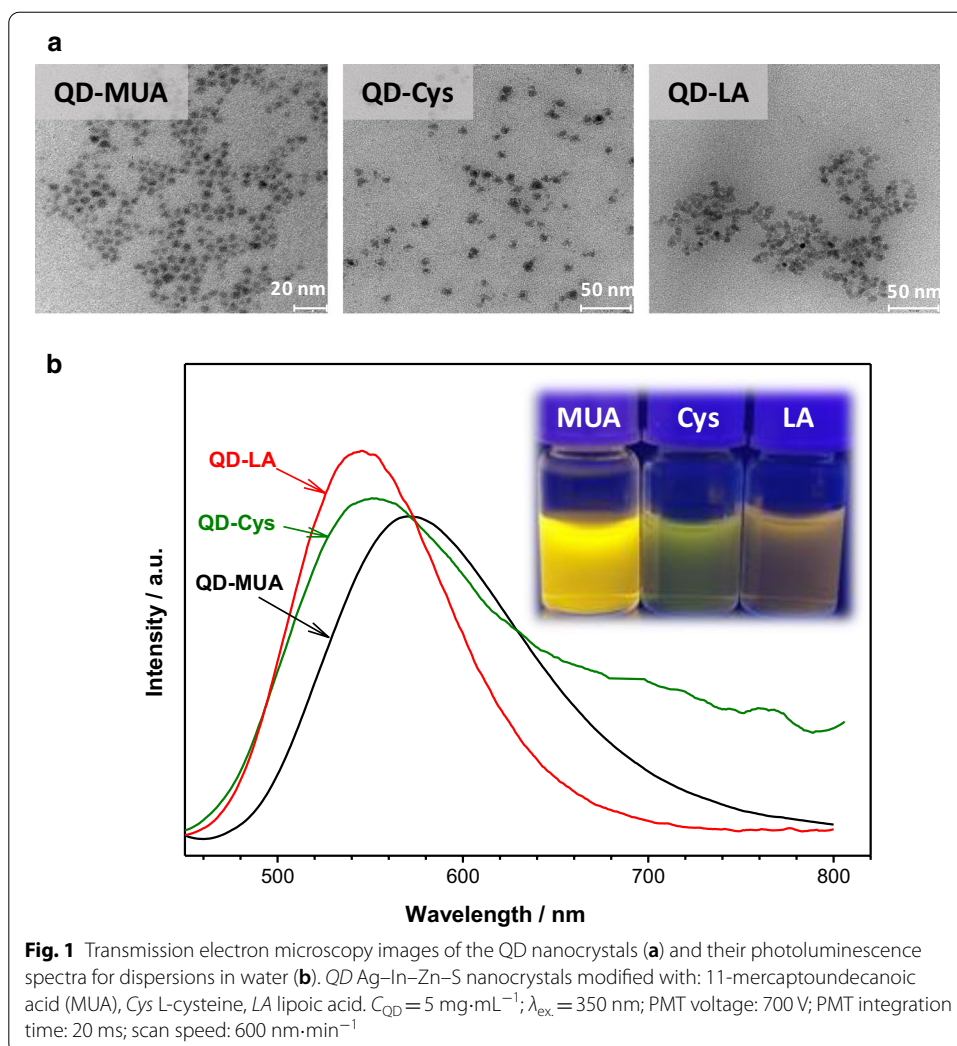 a
QD-MUA
QD-Cys
QD-LA
20 nm
50 nm
50 nm
b
MUA
Cys
LA
QD-LA
QD-Cys
QD-MUA
Intensity / a.u.
500
600
700
800
Wavelength / nm
Fig. 1 Transmission electron microscopy images of the QD nanocrystals (a) and their photoluminescence
spectra for dispersions in water (b). QD Ag–In–Zn–S nanocrystals modified with: 11-mercaptoundecanoic
acid (MUA), Cys L-cysteine, LA lipoic acid. C_QD = 5 mg·mL⁻¹; λ_ex. = 350 nm; PMT voltage: 700 V; PMT integration
time: 20 ms; scan speed: 600 nm·min⁻¹